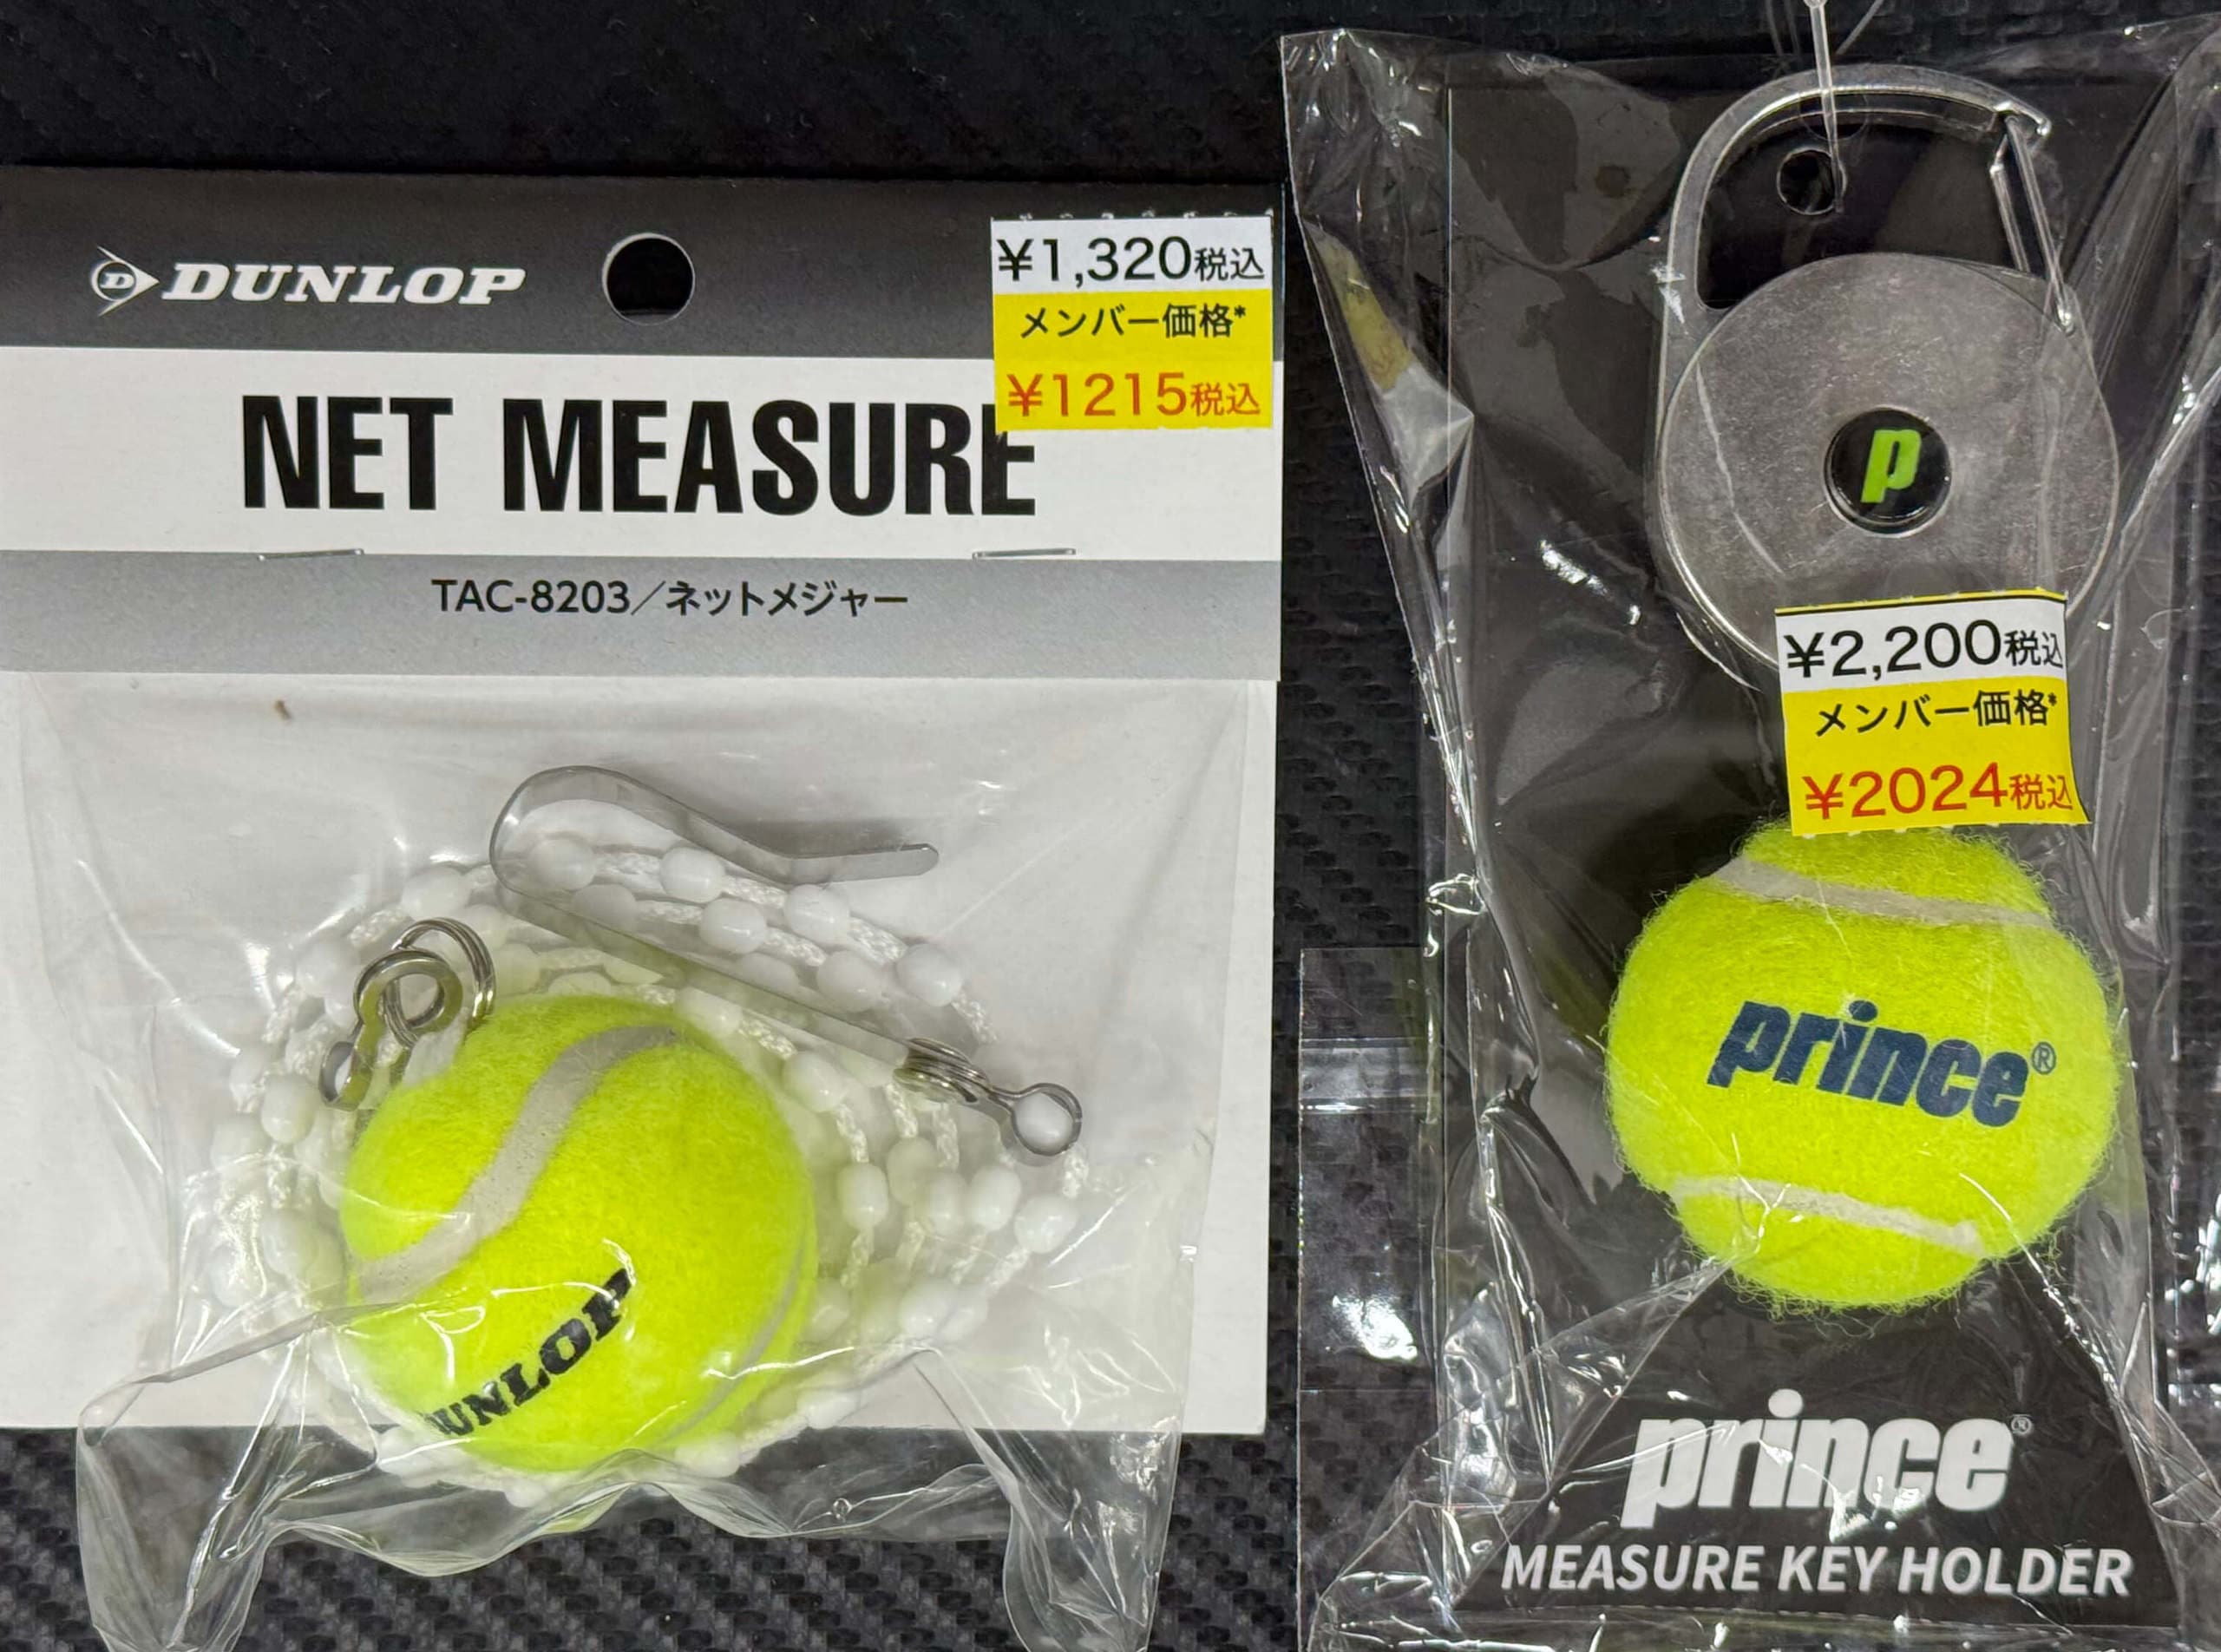 DUNLOP
¥1,320税込
メンバー価格*
¥1215税込
NET MEASURE
TAC-8203／ネットメジャー
UNLOP
p
¥2,200税込
メンバー価格*
¥2024税込
prince®
prince®
MEASURE KEY HOLDER